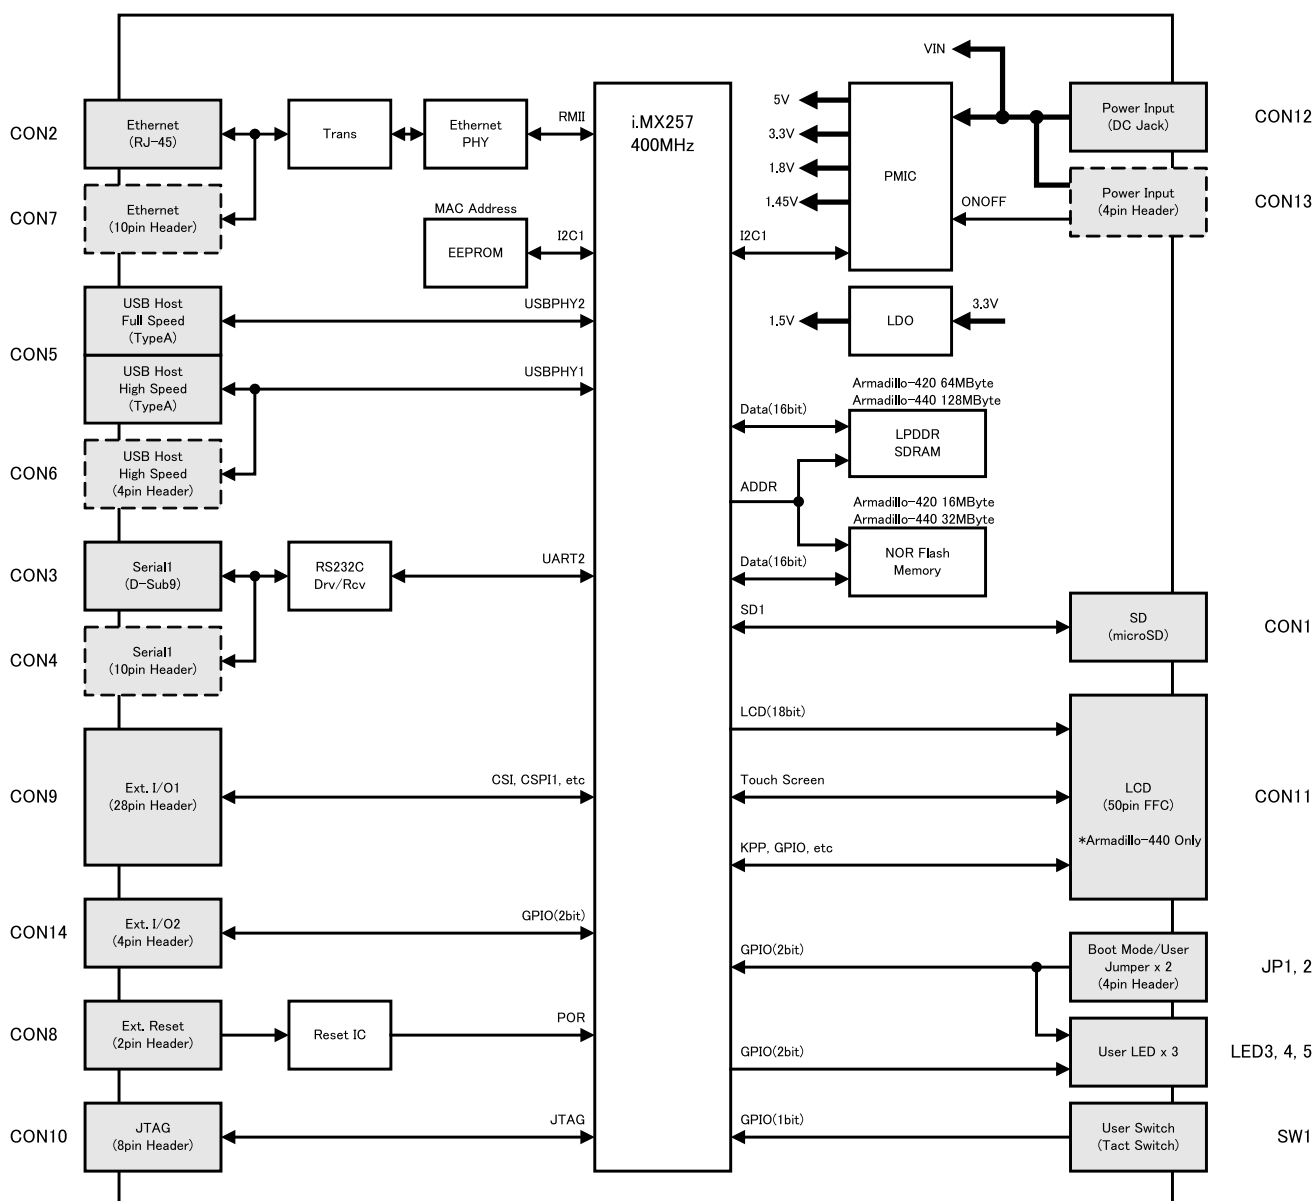 VIN
CON2
Ethernet
(RJ-45)
Trans
Ethernet
PHY
RMII
i.MX257
400MHz
5V
3.3V
1.8V
1.45V
PMIC
Power Input
(DC Jack)
CON12
CON7
Ethernet
(10pin Header)
ONOFF
Power Input
(4pin Header)
CON13
MAC Address
EEPROM
I2C1
I2C1
CON5
USB Host
Full Speed
(TypeA)
USBPHY2
1.5V
LDO
3.3V
USB Host
High Speed
(TypeA)
USBPHY1
Armadillo-420 64MByte
Armadillo-440 128MByte
Data(16bit)
LPDDR
SDRAM
CON6
USB Host
High Speed
(4pin Header)
ADDR
Armadillo-420 16MByte
Armadillo-440 32MByte
NOR Flash
Memory
Data(16bit)
CON3
Serial1
(D-Sub9)
RS232C
Drv/Rcv
UART2
SD1
SD
(microSD)
CON1
CON4
Serial1
(10pin Header)
LCD(18bit)
CON9
Ext. I/O1
(28pin Header)
CSI, CSPI1, etc
Touch Screen
LCD
(50pin FFC)
*Armadillo-440 Only
CON11
KPP, GPIO, etc
CON14
Ext. I/O2
(4pin Header)
GPIO(2bit)
GPIO(2bit)
Boot Mode/User
Jumper x 2
(4pin Header)
JP1, 2
CON8
Ext. Reset
(2pin Header)
Reset IC
POR
GPIO(2bit)
User LED x 3
LED3, 4, 5
CON10
JTAG
(8pin Header)
JTAG
GPIO(1bit)
User Switch
(Tact Switch)
SW1